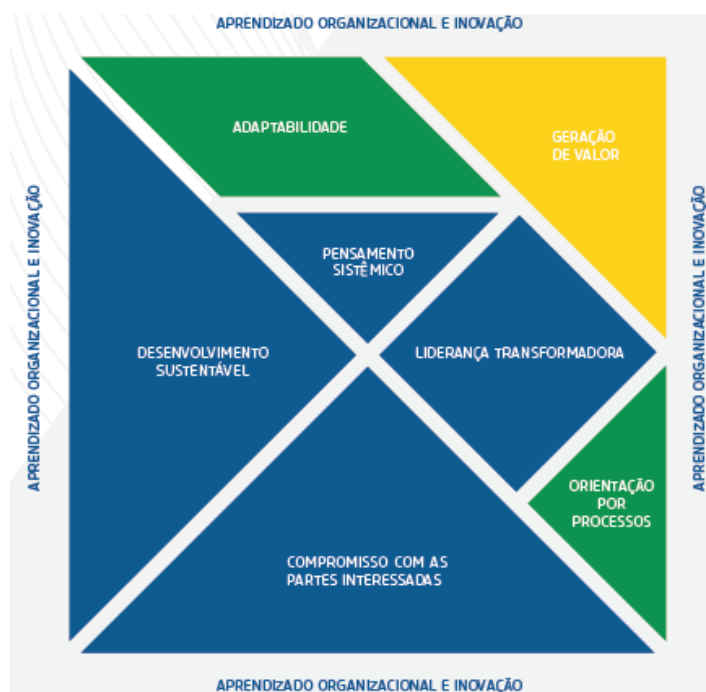 APRENDIZADO ORGANIZACIONAL E INOVAÇÃO
ADAPTABILIDADE
GERAÇÃO
DE VALOR
APRENDIZADO ORGANIZACIONAL E INOVAÇÃO
APRENDIZADO ORGANIZACIONAL E INOVAÇÃO
PENSAMENTO
SISTÊMICO
DESENVOLVIMENTO
SUSTENTÁVEL
LIDERANÇA TRANSFORMADORA
ORIENTAÇÃO
POR
PROCESSOS
COMPROMISSO COM AS
PARTES INTERESSADAS
APRENDIZADO ORGANIZACIONAL E INOVAÇÃO